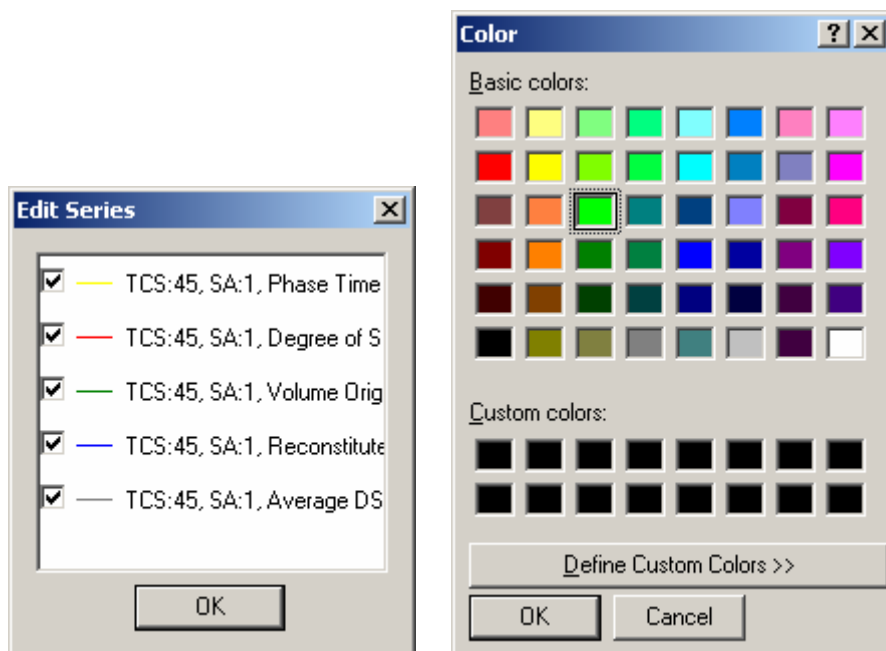 Edit Series
TCS:45, SA:1, Phase Time
TCS:45, SA:1, Degree of S
TCS:45, SA:1, Volume Orig
TCS:45, SA:1, Reconstitute
TCS:45, SA:1, Average DS
OK
Color
Basic colors:
Custom colors:
Define Custom Colors >>
OK Cancel